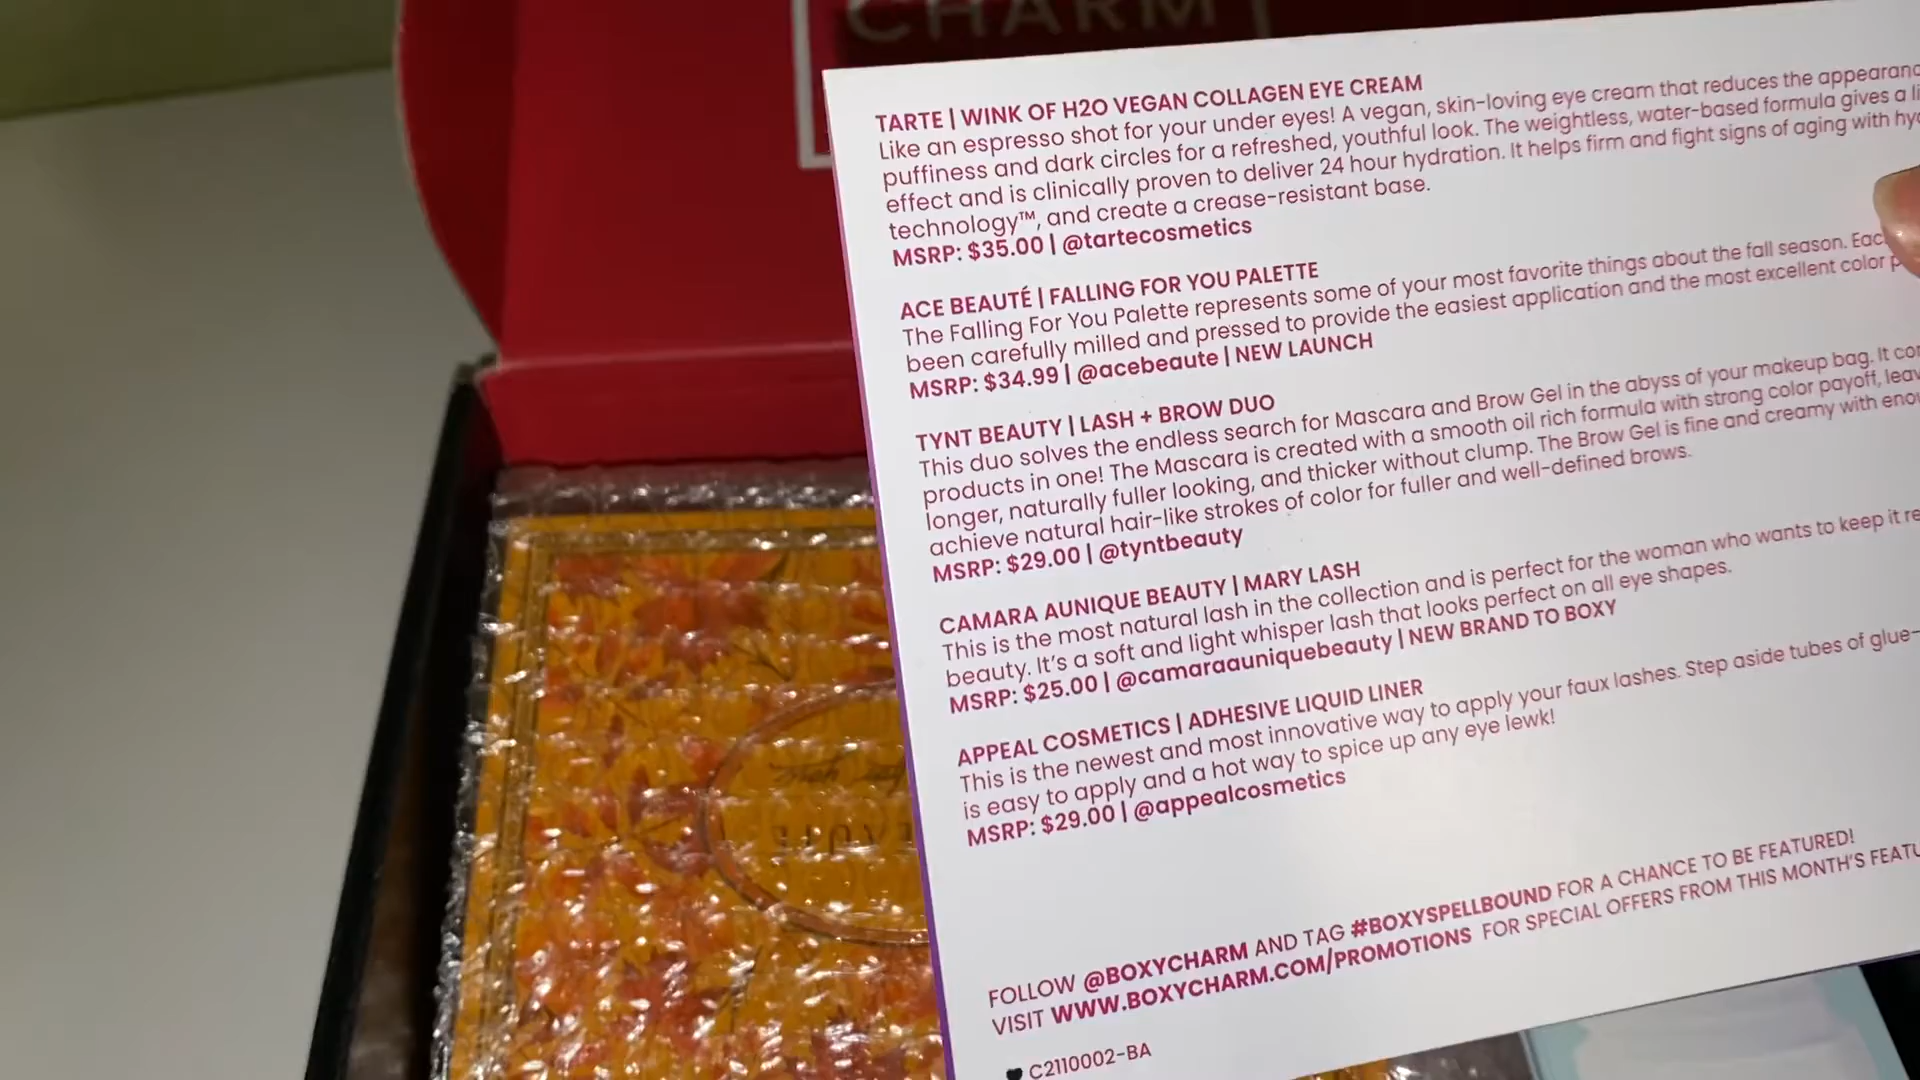 CHARM
TARTE | WINK OF H2O VEGAN COLLAGEN EYE CREAM
Like an espresso shot for your under eyes! A vegan, skin-loving eye cream that reduces the
puffiness and dark circles for a refreshed, youthful look. The weightless, water-based formula gives a
effect and is clinically proven to deliver 24 hour hydration. It helps firm and fight signs of aging with
technology™, and create a crease-resistant base.
MSRP: $35.00 | @tartecosmetics
ACE BEAUTÉ | FALLING FOR YOU PALETTE
The Falling For You Palette represents some of your most favorite things about the fall season.
been carefully milled and pressed to provide the easiest application and the most excellent color
MSRP: $34.99 | @acebeaute | NEW LAUNCH
TYNT BEAUTY | LASH + BROW DUO
This duo solves the endless search for Mascara and Brow Gel in the abyss of your makeup bag. It
products in one! The Mascara is created with a smooth oil rich formula with strong color payoff,
longer, naturally fuller looking, and thicker without clump. The Brow Gel is fine and creamy with
achieve natural hair-like strokes of color for fuller and well-defined brows.
MSRP: $29.00 | @tyntbeauty
CAMARA AUNIQUE BEAUTY | MARY LASH
This is the most natural lash in the collection and is perfect for the woman who wants to keep it
beauty. It's a soft and light whisper lash that looks perfect on all eye shapes.
MSRP: $25.00 | @camaraauniquebeauty | NEW BRAND TO BOXY
APPEAL COSMETICS | ADHESIVE LIQUID LINER
This is the newest and most innovative way to apply your faux lashes. Step aside tubes of glue-
is easy to apply and a hot way to spice up any eye lewk!
MSRP: $29.00 | @appealcosmetics
FOLLOW @BOXYCHARM AND TAG #BOXYSPELLBOUND FOR A CHANCE TO BE FEATURED!
VISIT WWW.BOXYCHARM.COM/PROMOTIONS FOR SPECIAL OFFERS FROM THIS MONTH'S
C2110002-BA